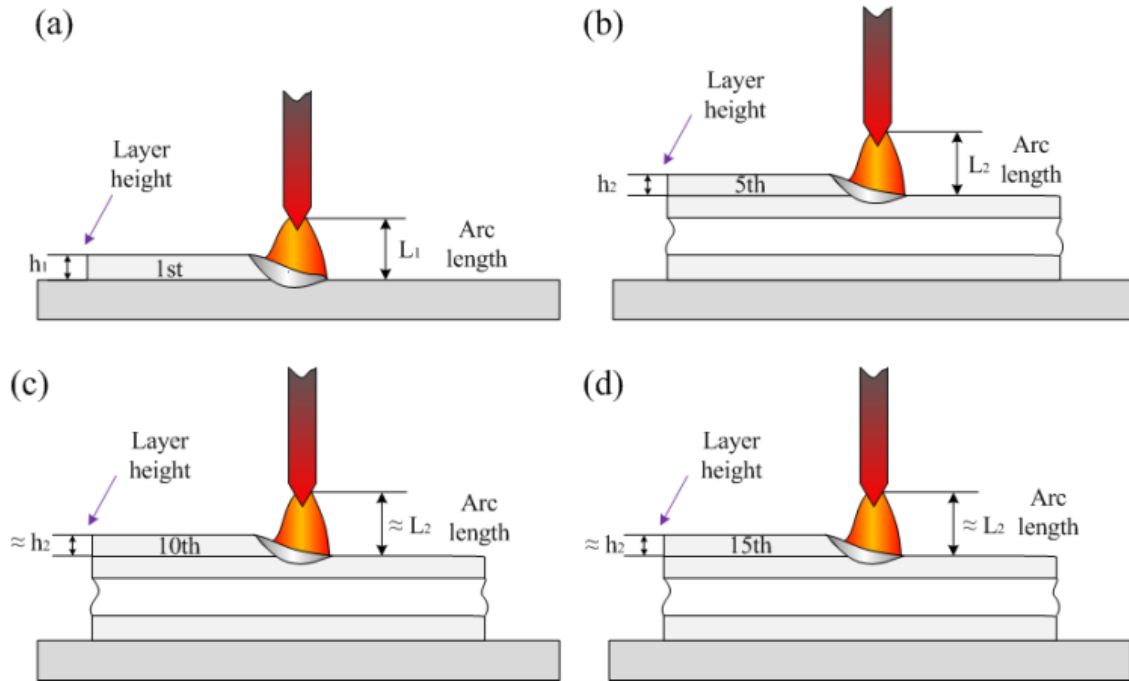 (a)
Layer
height
h₁
1st
L₁
Arc
length
(b)
Layer
height
h₂
5th
L₂
Arc
length
(c)
Layer
height
≈ h₂
10th
≈ L₂
Arc
length
(d)
Layer
height
≈ h₂
15th
≈ L₂
Arc
length